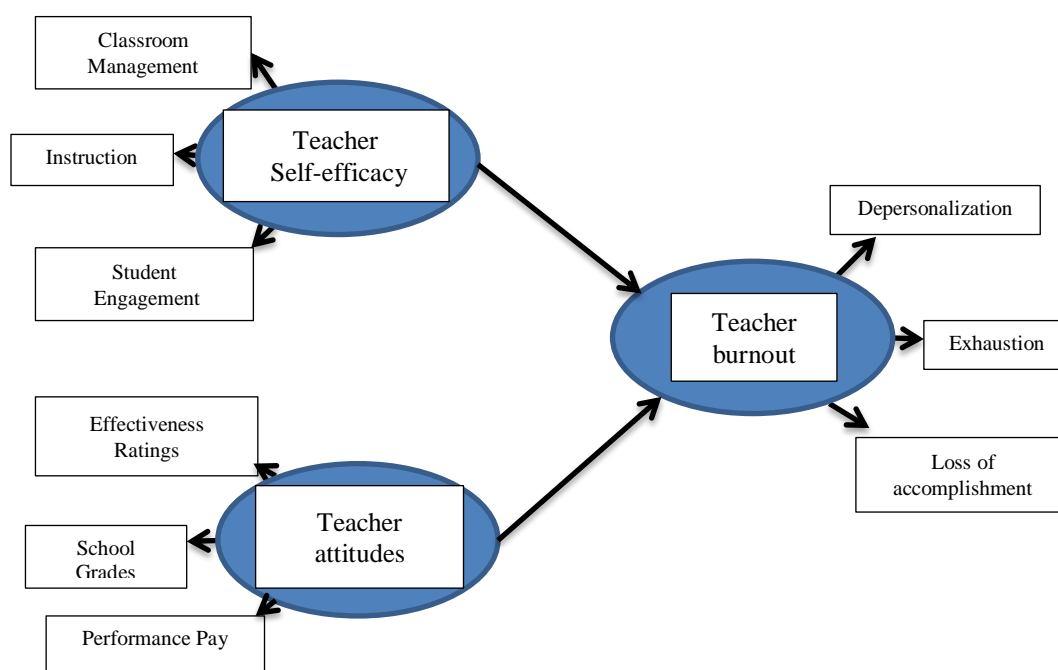 Classroom
Management
Instruction
Student
Engagement
Teacher
Self-efficacy
Effectiveness
Ratings
School
Grades
Performance Pay
Teacher
attitudes
Teacher
burnout
Depersonalization
Exhaustion
Loss of
accomplishment